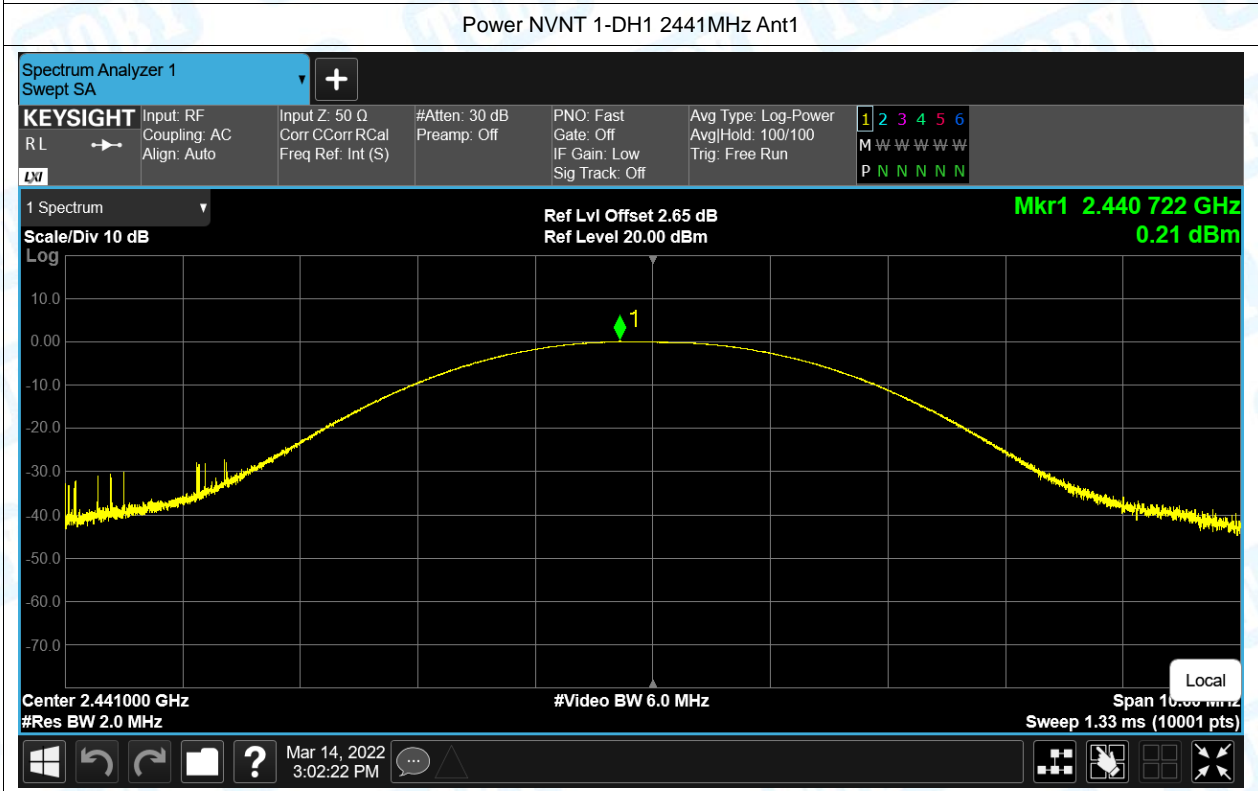 Power NVNT 1-DH1 2441MHz Ant1
Spectrum Analyzer 1
Swept SA
KEYSIGHT
R L
LXI
Input: RF
Coupling: AC
Align: Auto
Input Z: 50 Ω
Corr CCorr RCal
Freq Ref: Int (S)
#Atten: 30 dB
Preamp: Off
PNO: Fast
Gate: Off
IF Gain: Low
Sig Track: Off
Avg Type: Log-Power
Avg|Hold: 100/100
Trig: Free Run
1 2 3 4 5 6
M W W W W W
P N N N N N
1 Spectrum
Scale/Div 10 dB
Log
Ref Lvl Offset 2.65 dB
Ref Level 20.00 dBm
Mkr1 2.440 722 GHz
0.21 dBm
10.0
0.00
-10.0
-20.0
-30.0
-40.0
-50.0
-60.0
-70.0
1
Local
Center 2.441000 GHz
#Res BW 2.0 MHz
#Video BW 6.0 MHz
Span 10.00 MHz
Sweep 1.33 ms (10001 pts)
?
Mar 14, 2022
3:02:22 PM